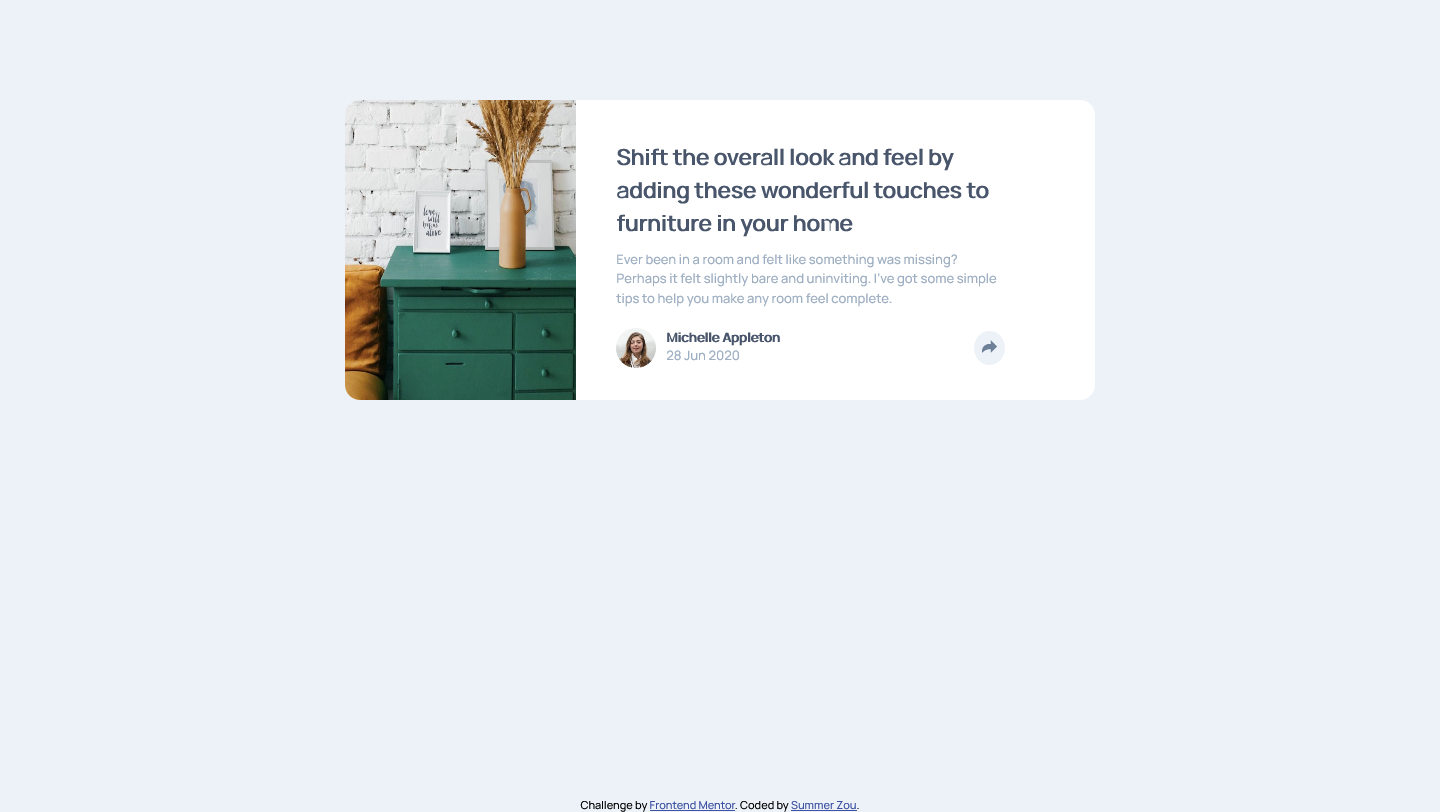 love
will
bring us
alive
Shift the overall look and feel by
adding these wonderful touches to
furniture in your home
Ever been in a room and felt like something was missing?
Perhaps it felt slightly bare and uninviting. I've got some simple
tips to help you make any room feel complete.
Michelle Appleton
28 Jun 2020
Challenge by Frontend Mentor. Coded by Summer Zou.